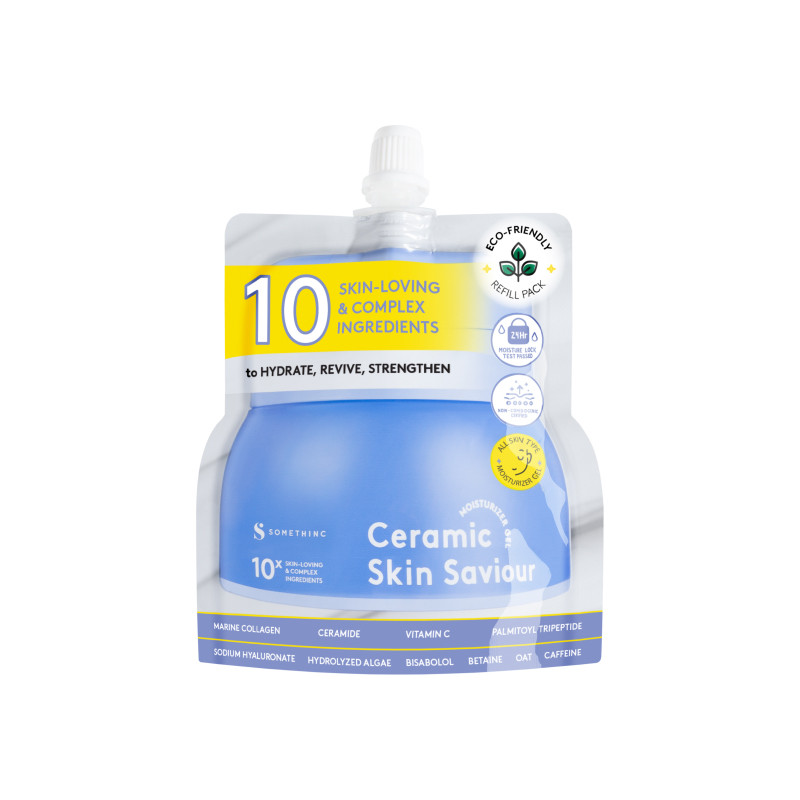 ECO-FRIENDLY
REFILL PACK
10
SKIN-LOVING
& COMPLEX
INGREDIENTS
to HYDRATE, REVIVE, STRENGTHEN
24Hr
MOISTURE LOCK
TEST PASSED
NON-COMEDOGENIC
ALL SKIN TYPE
MOISTURIZER GEL
MOISTURIZER GEL
S SOMETHINC
Ceramic
Skin Saviour
10x
SKIN-LOVING
& COMPLEX
INGREDIENTS
MARINE COLLAGEN CERAMIDE VITAMIN C PALMITOYL TRIPEPTIDE
SODIUM HYALURONATE HYDROLYZED ALGAE BISABOLOL BETAINE OAT CAFFEINE